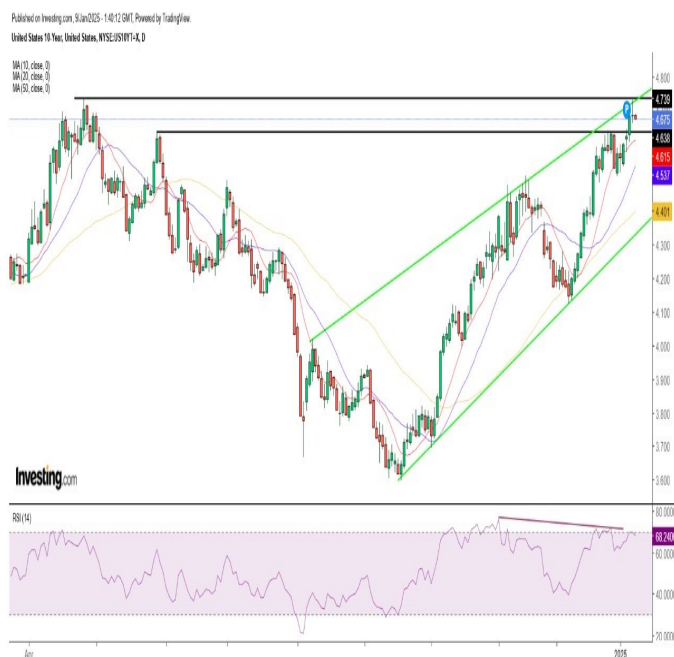 Published on Investing.com, 9/Jan/2025 - 1:40:12 GMT, Powered by TradingView.
United States 10-Year, United States, NYSE:US10YT=X, D
MA (10, close, 0)
MA (20, close, 0)
MA (50, close, 0)
4.800
4.739
4.675
4.638
4.615
4.537
4.401
4.300
4.200
4.100
4.000
3.900
3.800
3.700
3.600
P
Investing.com
RSI (14)
80.0000
68.2400
60.0000
40.0000
20.0000
Apr
2025